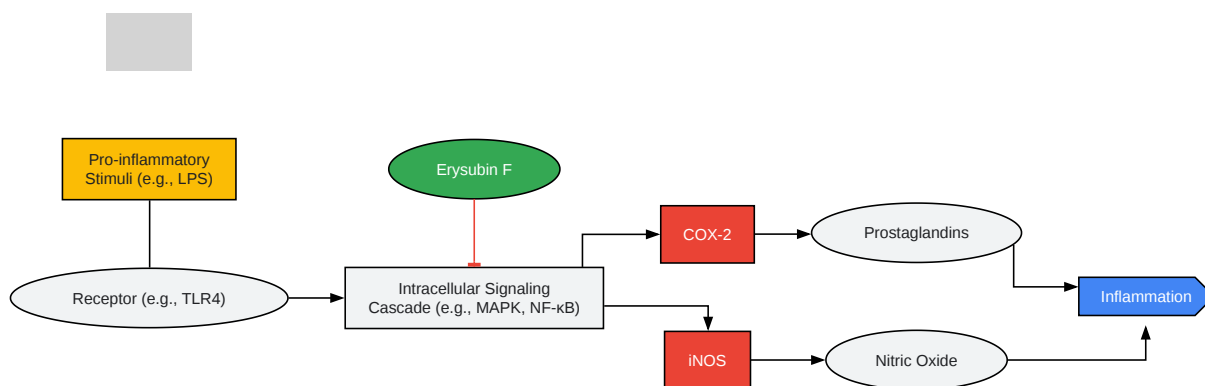 Pro-inflammatory
Stimuli (e.g., LPS)
Erysubin F
COX-2
Prostaglandins
Receptor (e.g., TLR4)
Intracellular Signaling
Cascade (e.g., MAPK, NF-κB)
Inflammation
iNOS
Nitric Oxide